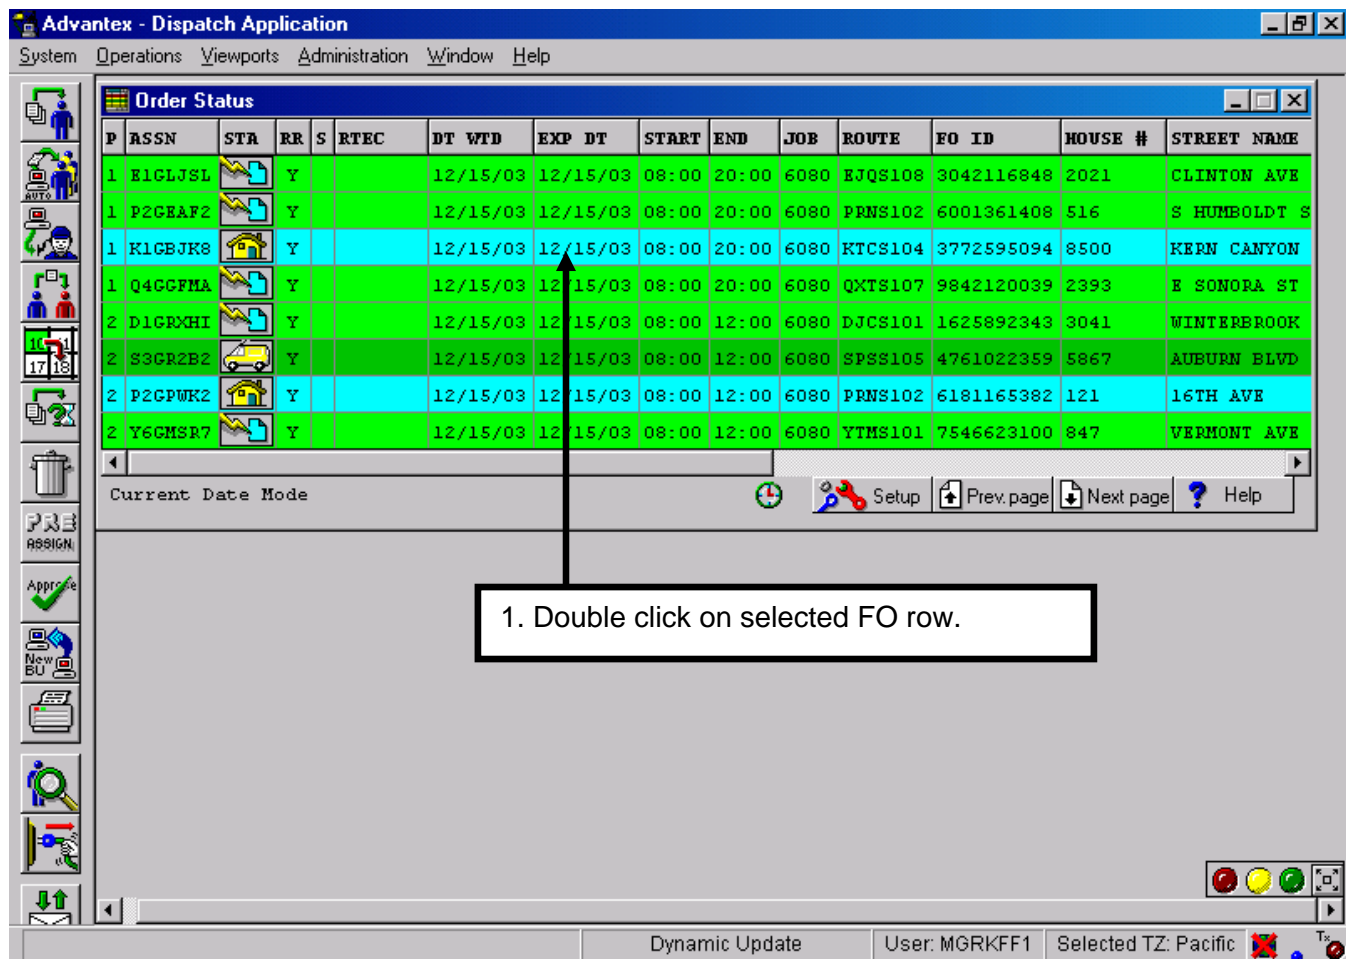 Advantex - Dispatch Application
System Operations Viewports Administration Window Help
Order Status
P ASSN STA RR S RTEC DT WTD EXP DT START END JOB ROUTE FO ID HOUSE # STREET NAME
1 E1GLJSL Y 12/15/03 12/15/03 08:00 20:00 6080 EJQS108 3042116848 2021 CLINTON AVE
1 P2GEAF2 Y 12/15/03 12/15/03 08:00 20:00 6080 PRNS102 6001361408 516 S HUMBOLDT S
1 K1GBJK8 Y 12/15/03 12/15/03 08:00 20:00 6080 KTCS104 3772595094 8500 KERN CANYON
1 Q4GGFMA Y 12/15/03 12/15/03 08:00 20:00 6080 QXTS107 9842120039 2393 E SONORA ST
2 D1GRXHI Y 12/15/03 12/15/03 08:00 12:00 6080 DJCS101 1625892343 3041 WINTERBROOK
2 S3GR2B2 Y 12/15/03 12/15/03 08:00 12:00 6080 SPSS105 4761022359 5867 AUBURN BLVD
2 P2GPWK2 Y 12/15/03 12/15/03 08:00 12:00 6080 PRNS102 6181165382 121 16TH AVE
2 Y6GMSR7 Y 12/15/03 12/15/03 08:00 12:00 6080 YTMS101 7546623100 847 VERMONT AVE
Current Date Mode Setup Prev. page Next page Help
1. Double click on selected FO row.
AUTO
17 18
PRE
ASSIGN
Approve
New
BU
Dynamic Update User: MGRKFF1 Selected TZ: Pacific Tx